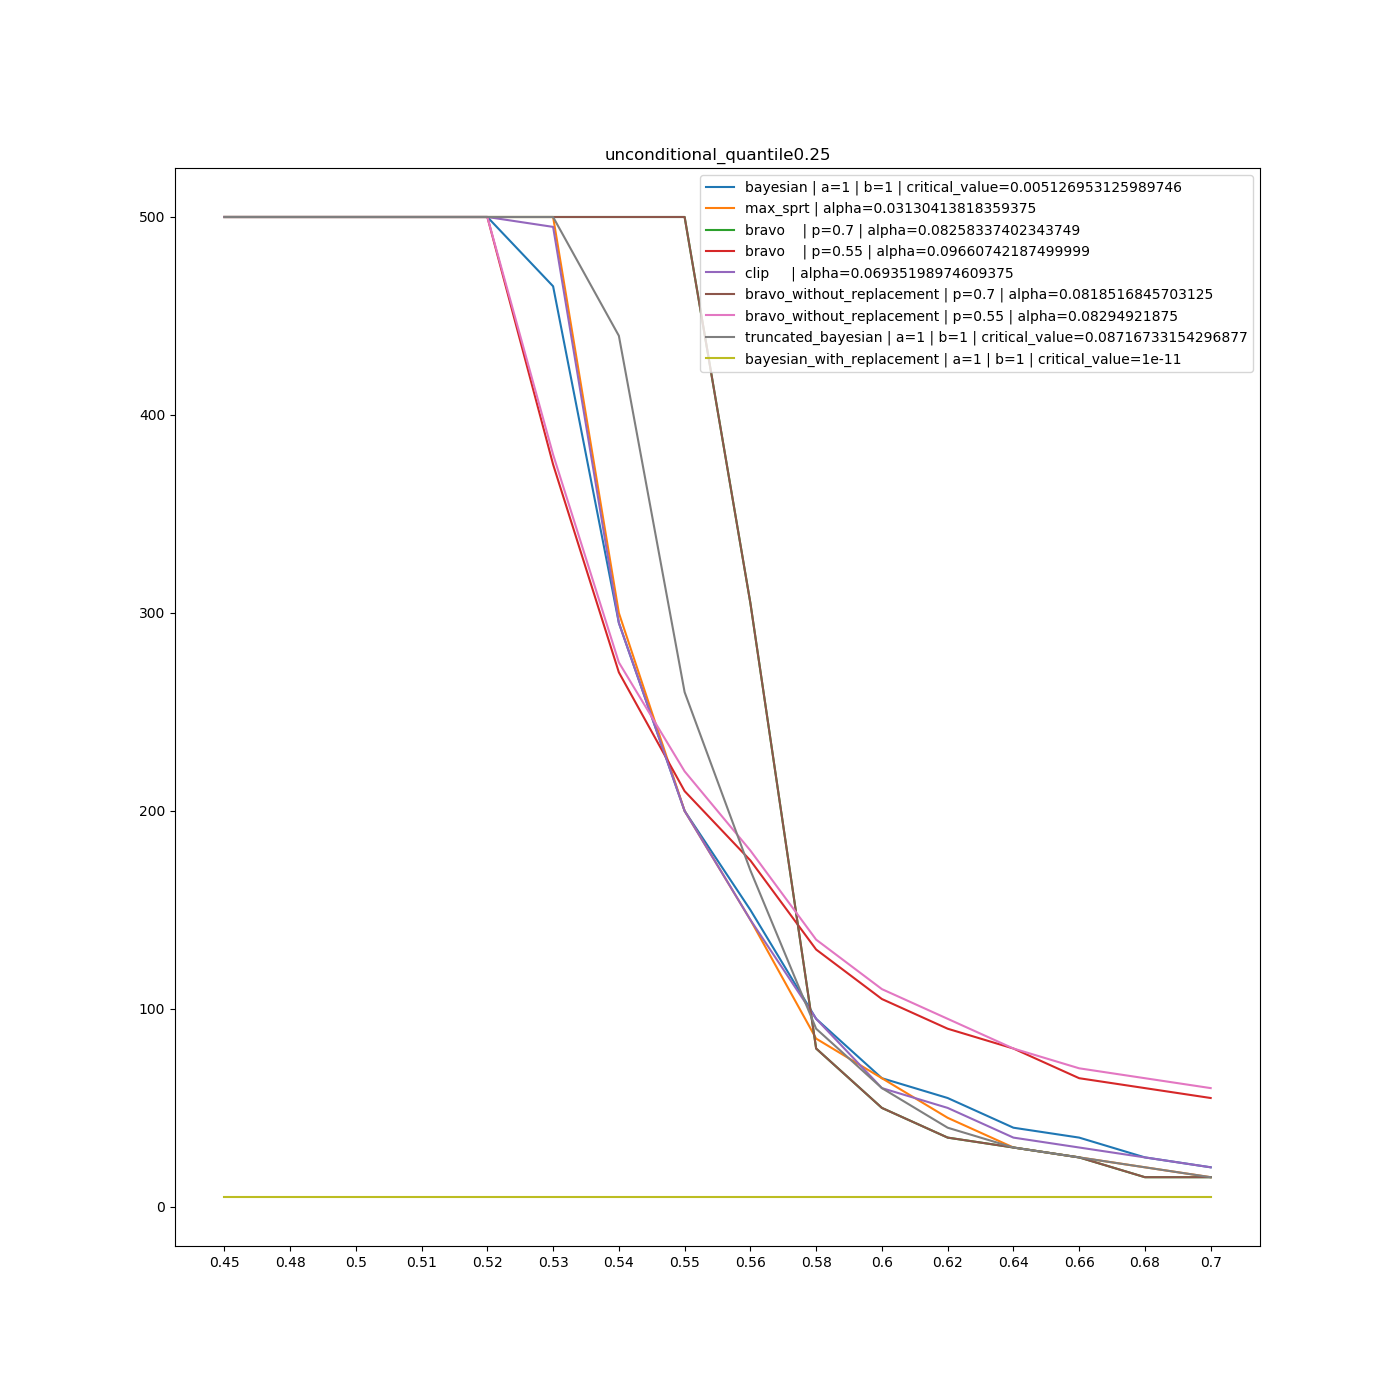 unconditional_quantile0.25
bayesian | a=1 | b=1 | critical_value=0.005126953125989746
max_sprt | alpha=0.03130413818359375
bravo    | p=0.7 | alpha=0.08258337402343749
bravo    | p=0.55 | alpha=0.09660742187499999
clip     | alpha=0.06935198974609375
bravo_without_replacement | p=0.7 | alpha=0.0818516845703125
bravo_without_replacement | p=0.55 | alpha=0.08294921875
truncated_bayesian | a=1 | b=1 | critical_value=0.08716733154296877
bayesian_with_replacement | a=1 | b=1 | critical_value=1e-11
500
400
300
200
100
0
0.45 0.48 0.5 0.51 0.52 0.53 0.54 0.55 0.56 0.58 0.6 0.62 0.64 0.66 0.68 0.7